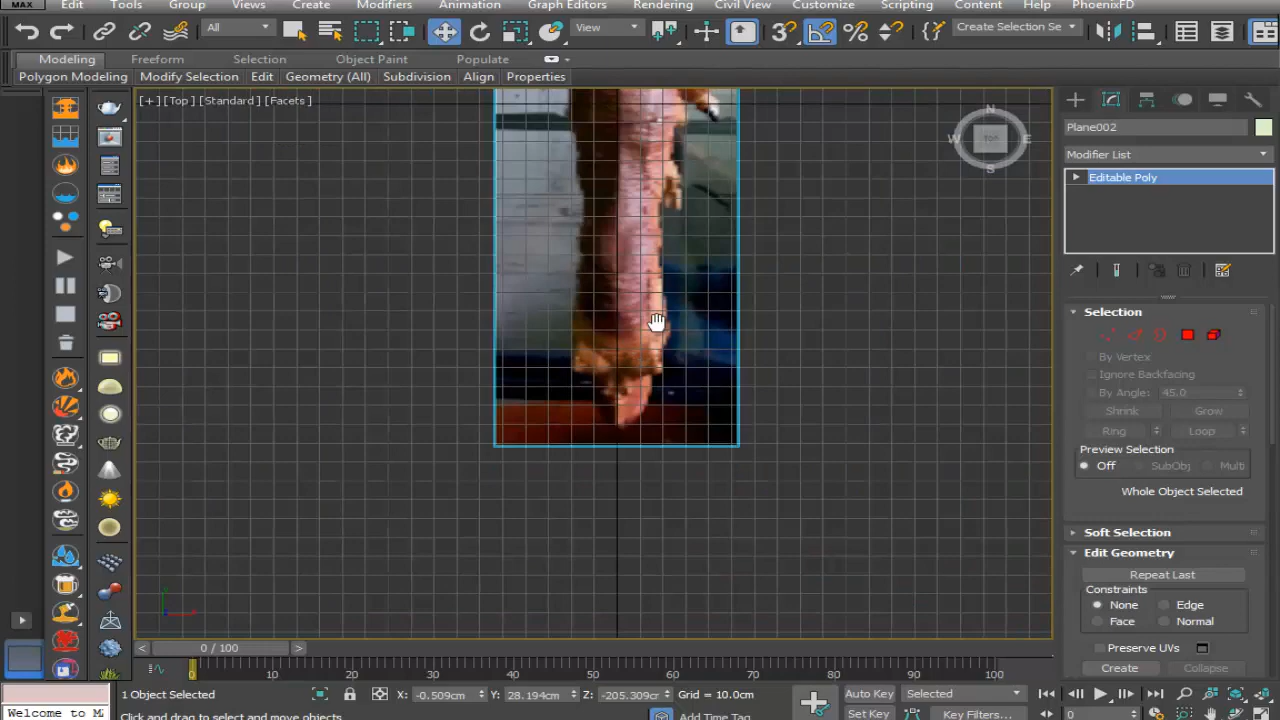 MAX Edit Tools Group Views Create Modifiers Animation Graph Editors Rendering Civil View Customize Scripting Content Help PhoenixFD
All View Create Selection Se
Modeling Freeform Selection Object Paint Populate
Polygon Modeling Modify Selection Edit Geometry (All) Subdivision Align Properties
[+] [Top] [Standard] [Facets]
N
W E
S
Plane002
Modifier List
Editable Poly
Selection
By Vertex
Ignore Backfacing
By Angle: 45.0
Shrink Grow
Ring Loop
Preview Selection
Off SubObj Multi
Whole Object Selected
Soft Selection
Edit Geometry
Repeat Last
Constraints
None Edge
Face Normal
Preserve UVs
Create Collapse
0 / 100
0 10 20 30 40 50 60 70 80 90 100
1 Object Selected X: -0.509cm Y: 28.194cm Z: -205.309cm Grid = 10.0cm Auto Key Selected
Welcome to M Click and drag to select and move objects Add Time Tag Set Key Key Filters... 0